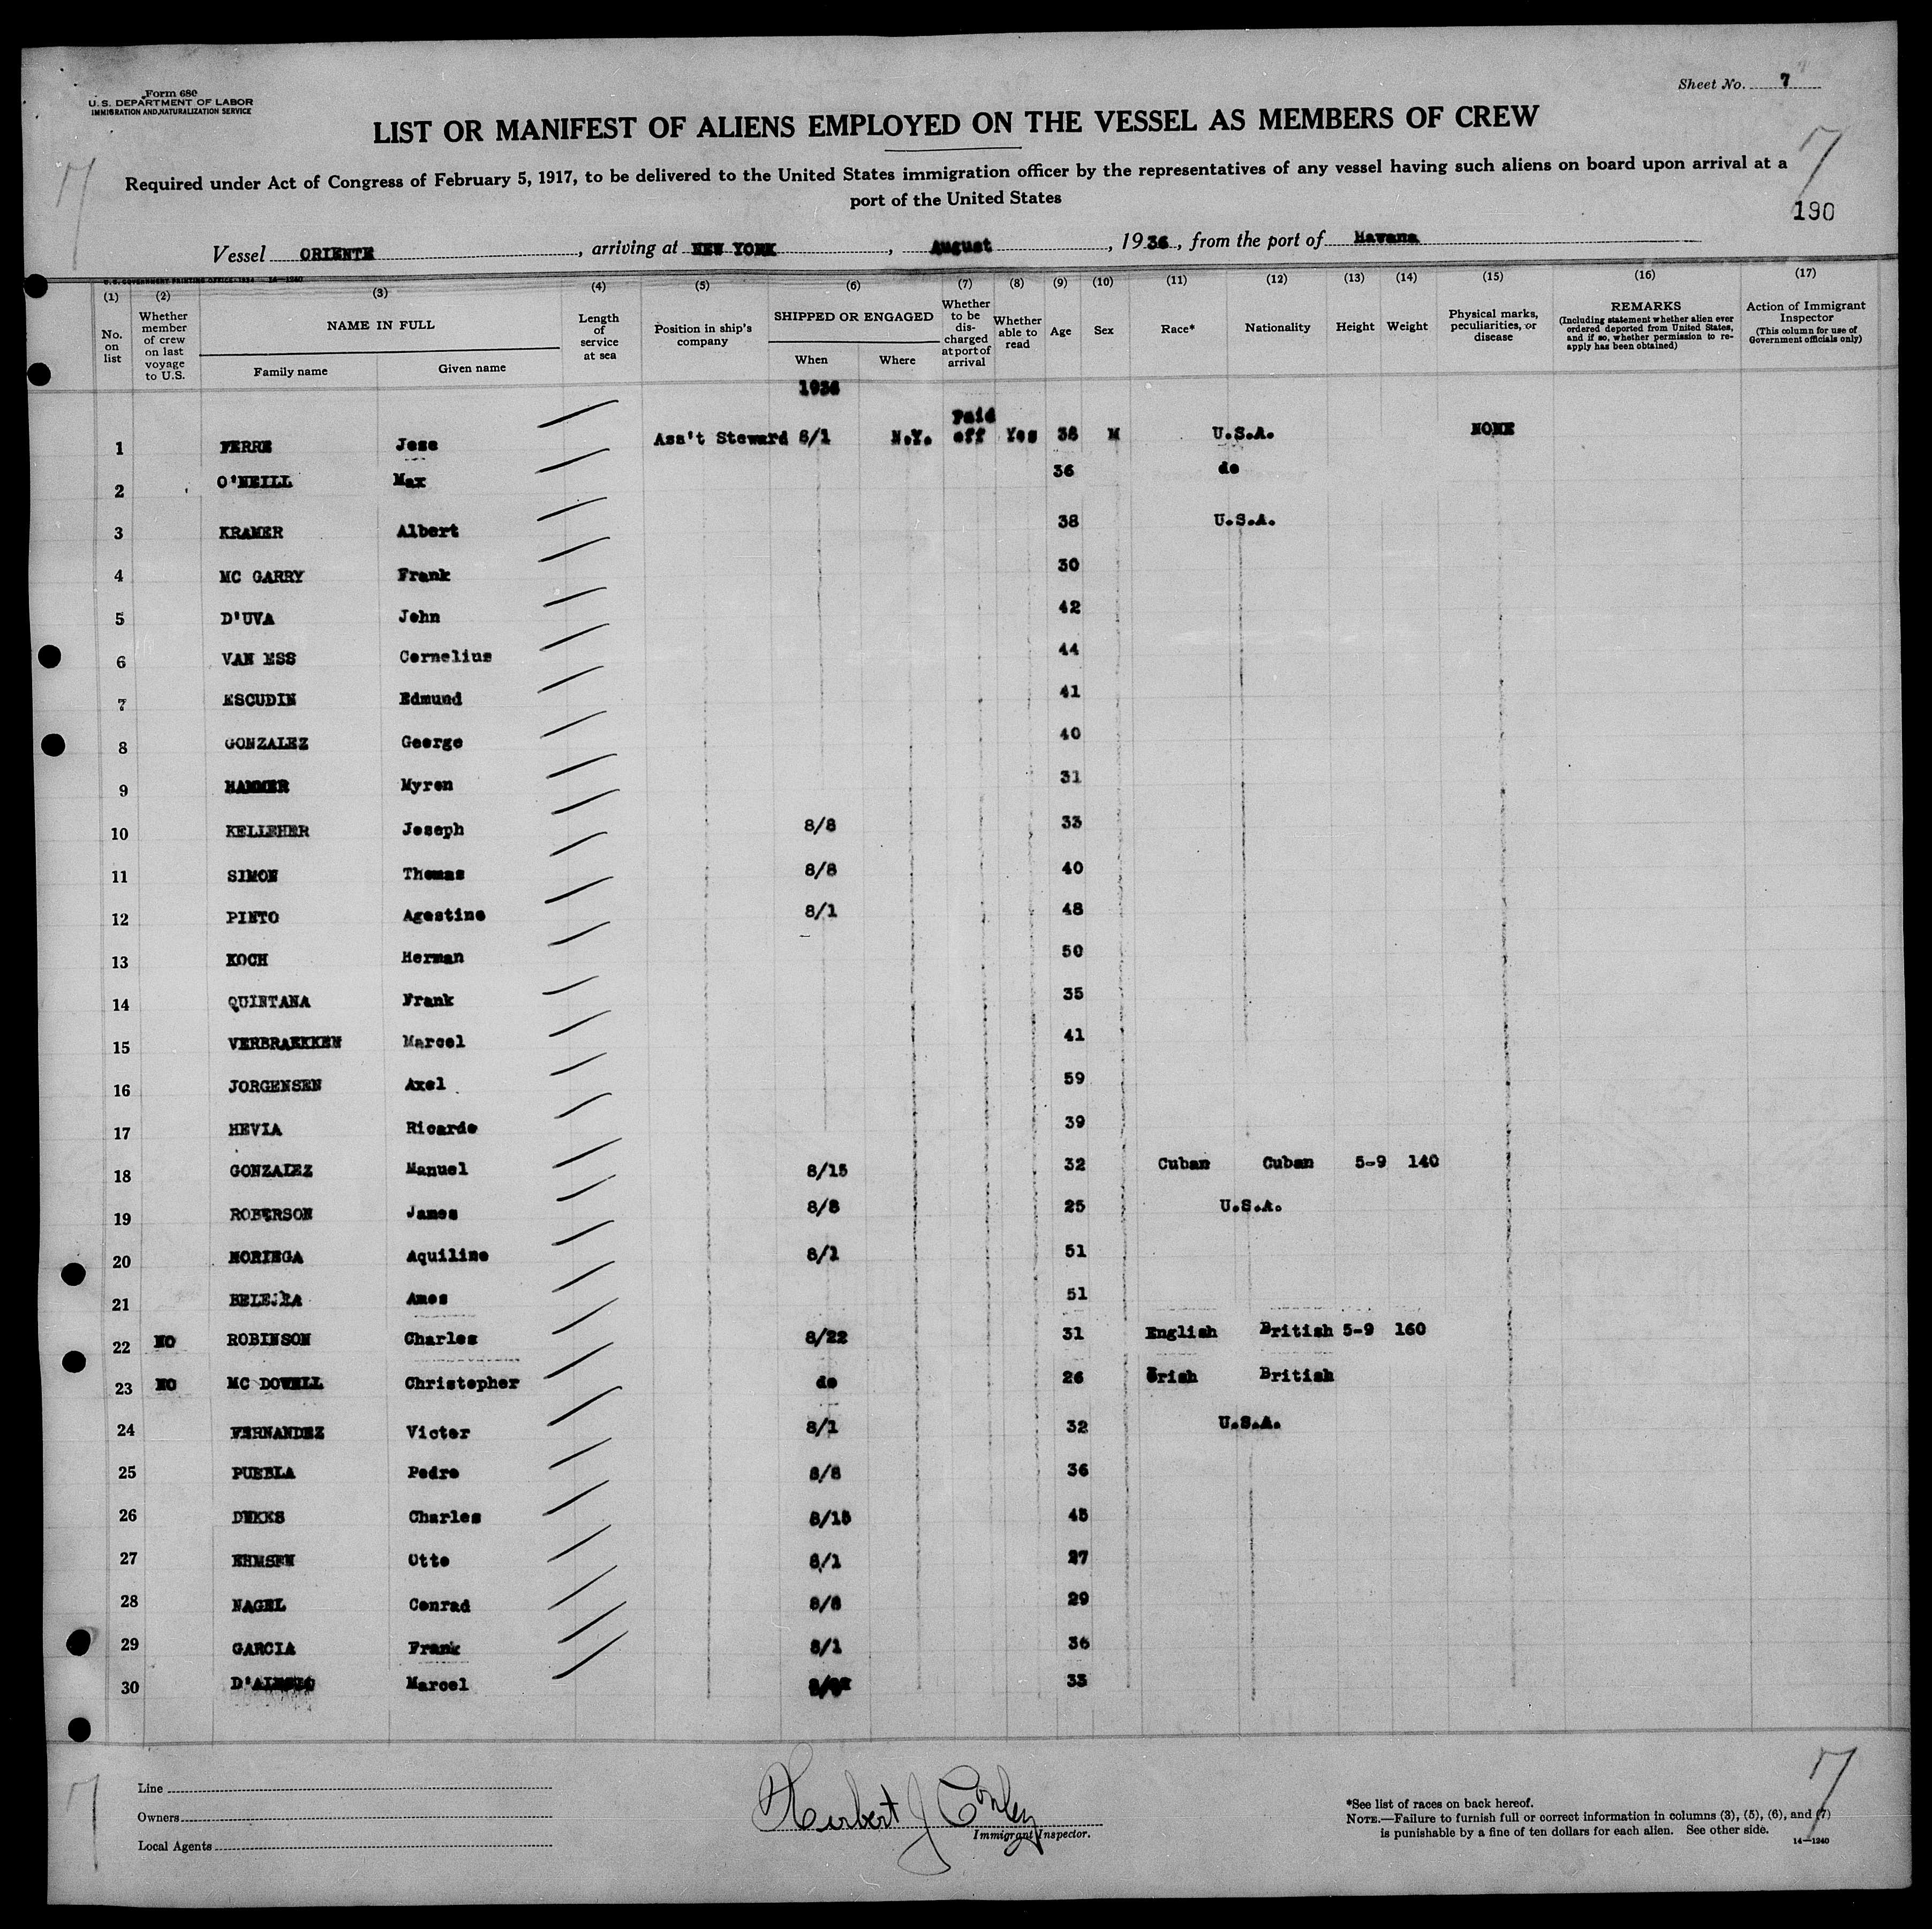 Form 680
U. S. DEPARTMENT OF LABOR
IMMIGRATION AND NATURALIZATION SERVICE
Sheet No. 7
7
LIST OR MANIFEST OF ALIENS EMPLOYED ON THE VESSEL AS MEMBERS OF CREW
7
7
Required under Act of Congress of February 5, 1917, to be delivered to the United States immigration officer by the representatives of any vessel having such aliens on board upon arrival at a
port of the United States
190
Vessel ORIENTE, arriving at NEW YORK, August, 1936, from the port of Havana
U.S. GOVERNMENT PRINTING OFFICE: 1934 14—1240
(1) (2) (3) (4) (5) (6) (7) (8) (9) (10) (11) (12) (13) (14) (15) (16) (17)
No. on list
Whether member of crew on last voyage to U.S.
NAME IN FULL
Family name Given name
Length of service at sea
Position in ship's company
SHIPPED OR ENGAGED
When Where
Whether to be discharged at port of arrival
Whether able to read
Age
Sex
Race*
Nationality
Height
Weight
Physical marks, peculiarities, or disease
REMARKS
(Including statement whether alien ever ordered deported from United States, and if so, whether permission to reapply has been obtained)
Action of Immigrant Inspector
(This column for use of Government officials only)
1936
1 FERRE Jose Ass't Steward 8/1 N.Y. Paid off Yes 38 M U.S.A. NONE
2 O'NEILL Max 36 do
3 KRAMER Albert 38 U.S.A.
4 MC GARRY Frank 30
5 D'UVA John 42
6 VAN ESS Cornelius 44
7 ESCUDIN Edmund 41
8 GONZALEZ George 40
9 HAMMER Myron 31
10 KELLEHER Joseph 8/8 33
11 SIMON Thomas 8/8 40
12 PINTO Agostino 8/1 48
13 KOCH Herman 50
14 QUINTANA Frank 35
15 VERBRAEKKEN Marcel 41
16 JORGENSEN Axel 59
17 HEVIA Ricardo 39
18 GONZALEZ Manuel 8/15 32 Cuban Cuban 5-9 140
19 ROBERSON James 8/8 25 U.S.A.
20 NORIEGA Aquilino 8/1 51
21 Amos 51
22 NO ROBINSON Charles 8/22 31 English British 5-9 160
23 NO MC DOWELL Christopher do 26 Irish British
24 FERNANDEZ Victor 8/1 32 U.S.A.
25 PUEBLA Pedro 8/8 36
26 DEKKS Charles 8/15 45
27 EHMSEN Otto 8/1 27
28 NAGEL Conrad 8/8 29
29 GARCIA Frank 8/1 36
30 Marcel 33
Line
Owners
Local Agents
Herbert J Conley
Immigrant Inspector.
*See list of races on back hereof.
NOTE.—Failure to furnish full or correct information in columns (3), (5), (6), and (7)
is punishable by a fine of ten dollars for each alien. See other side.
14—1240
7
7